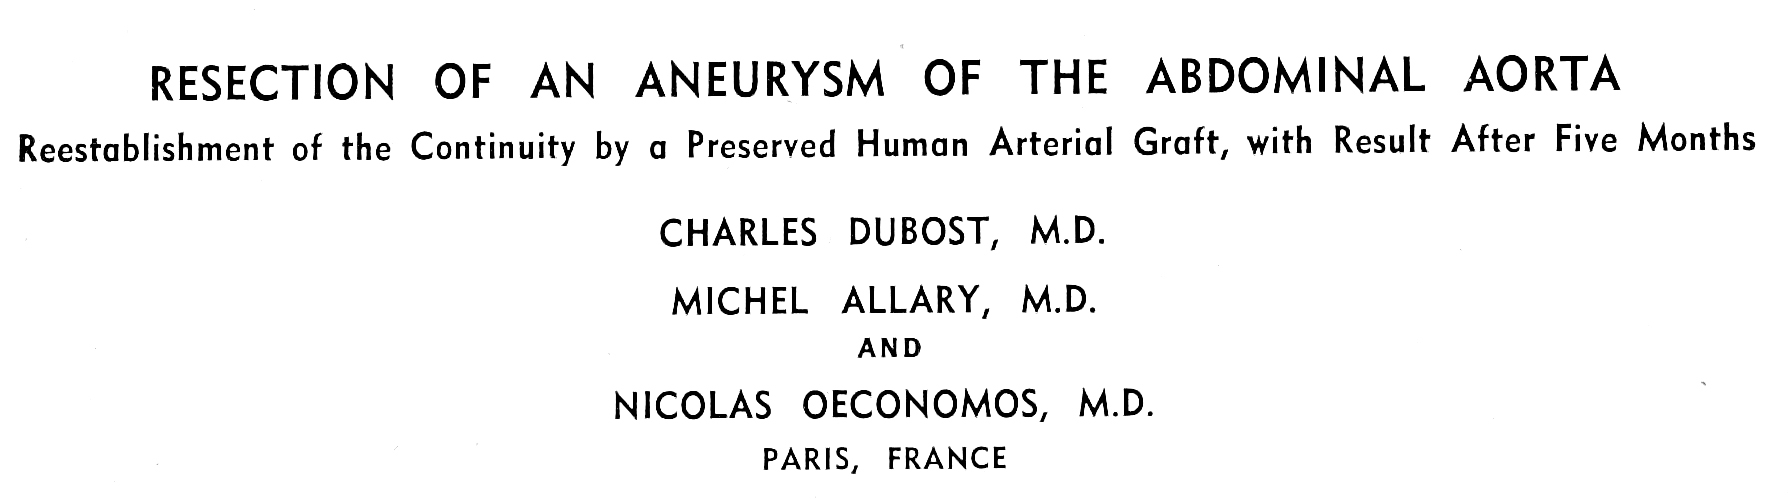 RESECTION OF AN ANEURYSM OF THE ABDOMINAL AORTA
Reestablishment of the Continuity by a Preserved Human Arterial Graft, with Result After Five Months
CHARLES DUBOST, M.D.
MICHEL ALLARY, M.D.
AND
NICOLAS OECONOMOS, M.D.
PARIS, FRANCE